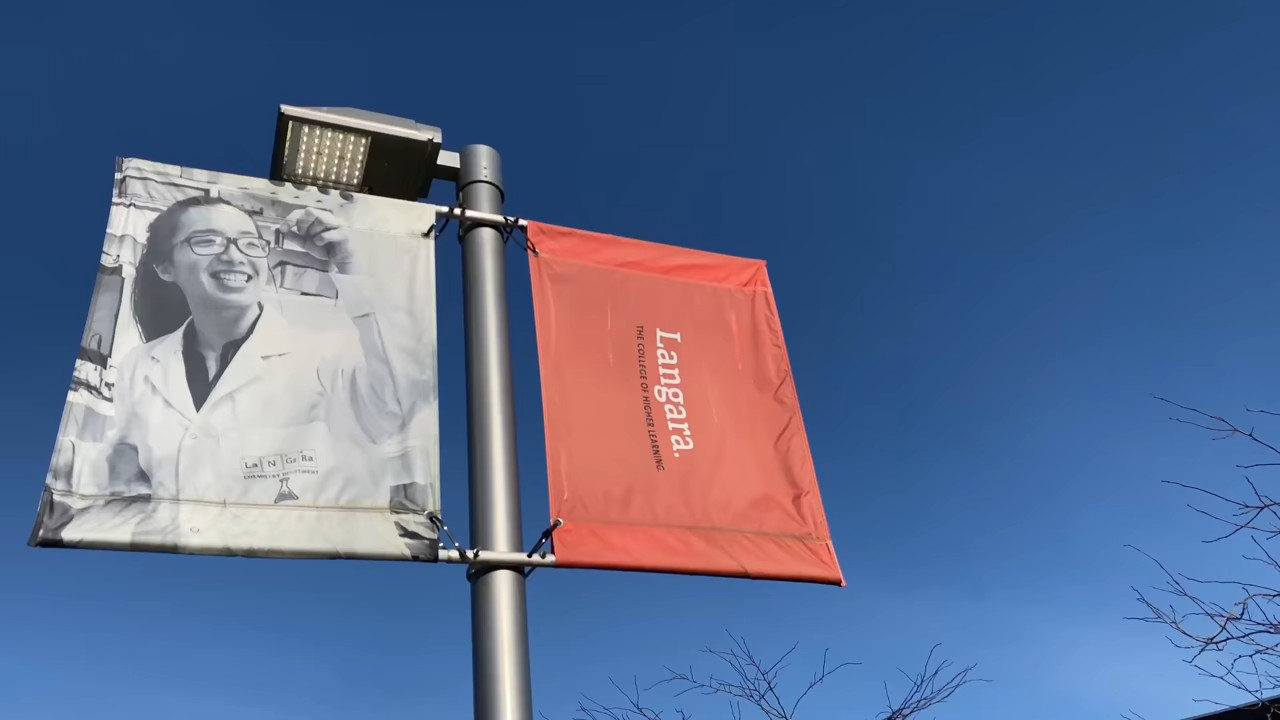 La N Ga Ra
CHEMISTRY DEPARTMENT
Langara.
THE COLLEGE OF HIGHER LEARNING.